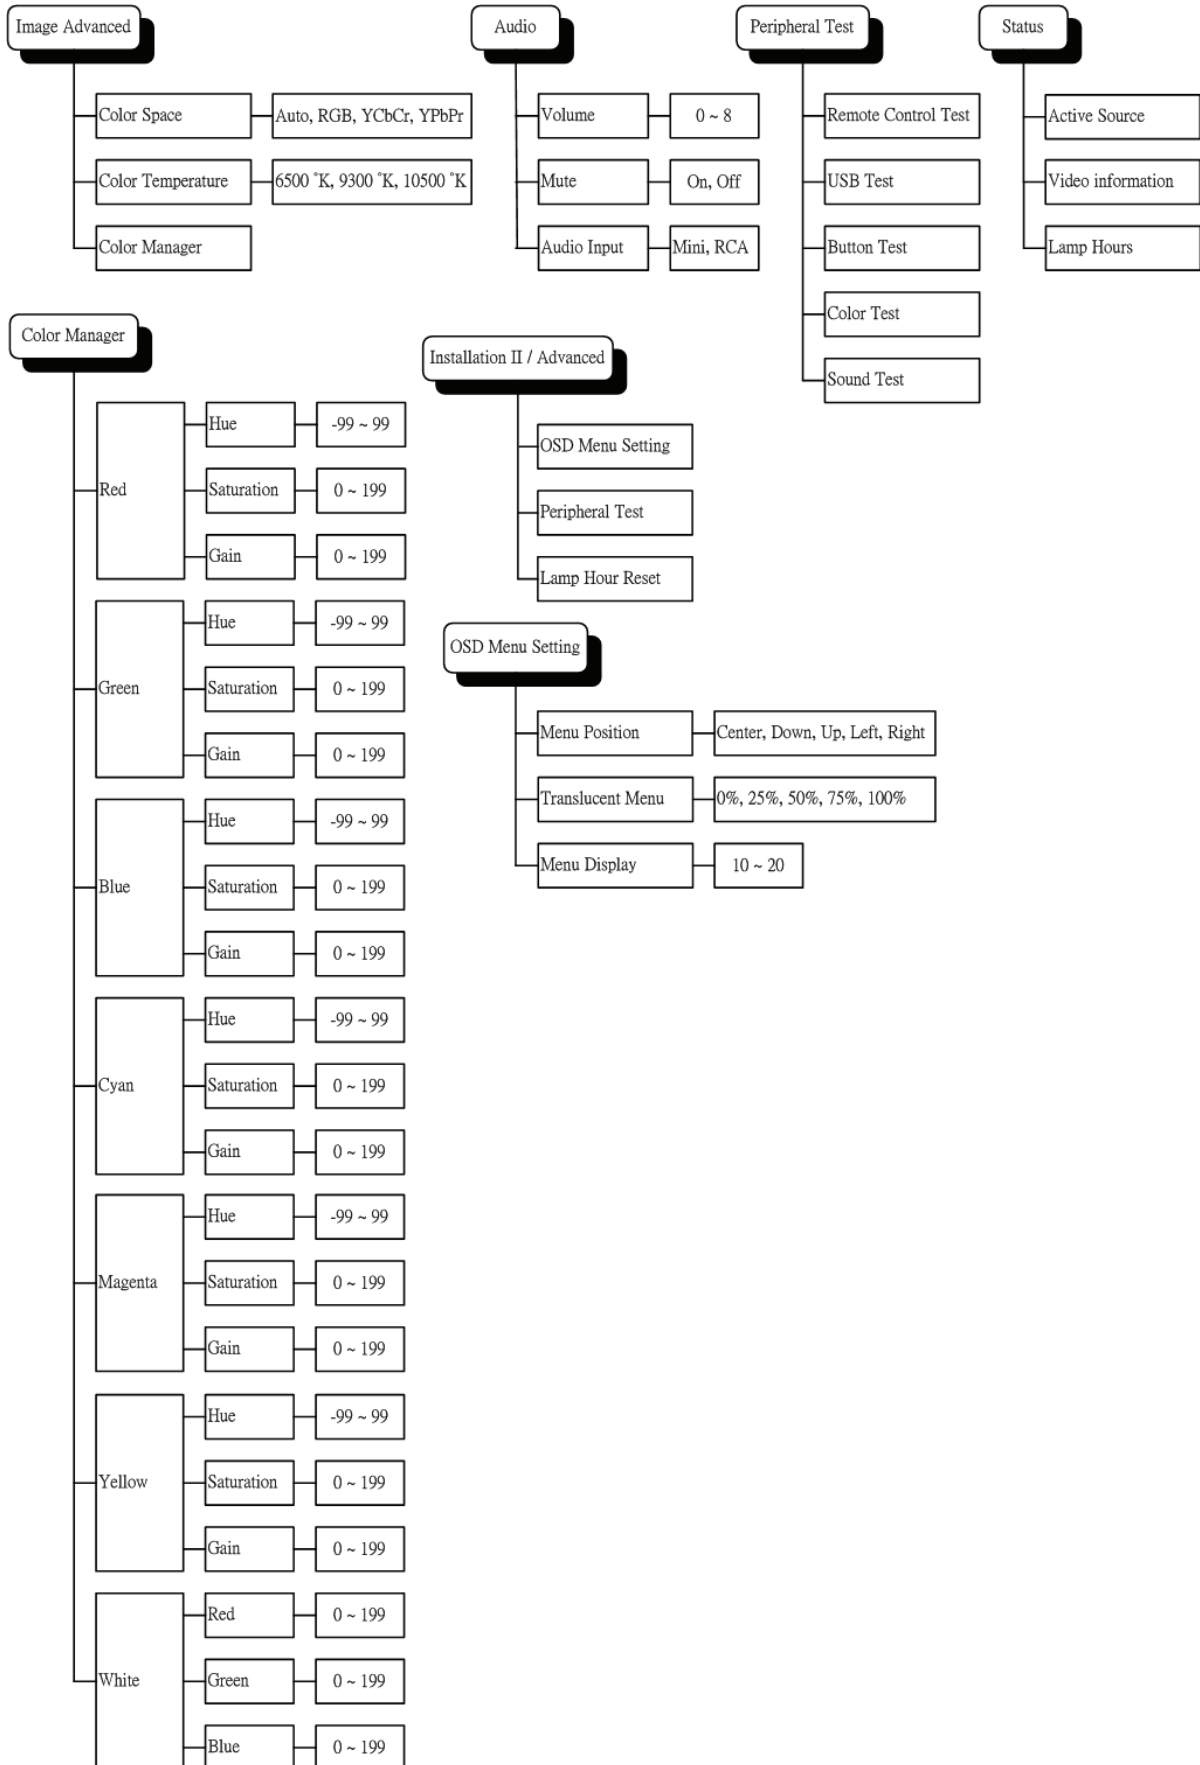 Image Advanced
Color Space
Auto, RGB, YCbCr, YPbPr
Color Temperature
6500 ˚K, 9300 ˚K, 10500 ˚K
Color Manager
Audio
Volume
0 ~ 8
Mute
On, Off
Audio Input
Mini, RCA
Peripheral Test
Remote Control Test
USB Test
Button Test
Color Test
Sound Test
Status
Active Source
Video information
Lamp Hours
Color Manager
Red
Hue
-99 ~ 99
Saturation
0 ~ 199
Gain
0 ~ 199
Green
Hue
-99 ~ 99
Saturation
0 ~ 199
Gain
0 ~ 199
Blue
Hue
-99 ~ 99
Saturation
0 ~ 199
Gain
0 ~ 199
Cyan
Hue
-99 ~ 99
Saturation
0 ~ 199
Gain
0 ~ 199
Magenta
Hue
-99 ~ 99
Saturation
0 ~ 199
Gain
0 ~ 199
Yellow
Hue
-99 ~ 99
Saturation
0 ~ 199
Gain
0 ~ 199
White
Red
0 ~ 199
Green
0 ~ 199
Blue
0 ~ 199
Installation II / Advanced
OSD Menu Setting
Peripheral Test
Lamp Hour Reset
OSD Menu Setting
Menu Position
Center, Down, Up, Left, Right
Translucent Menu
0%, 25%, 50%, 75%, 100%
Menu Display
10 ~ 20